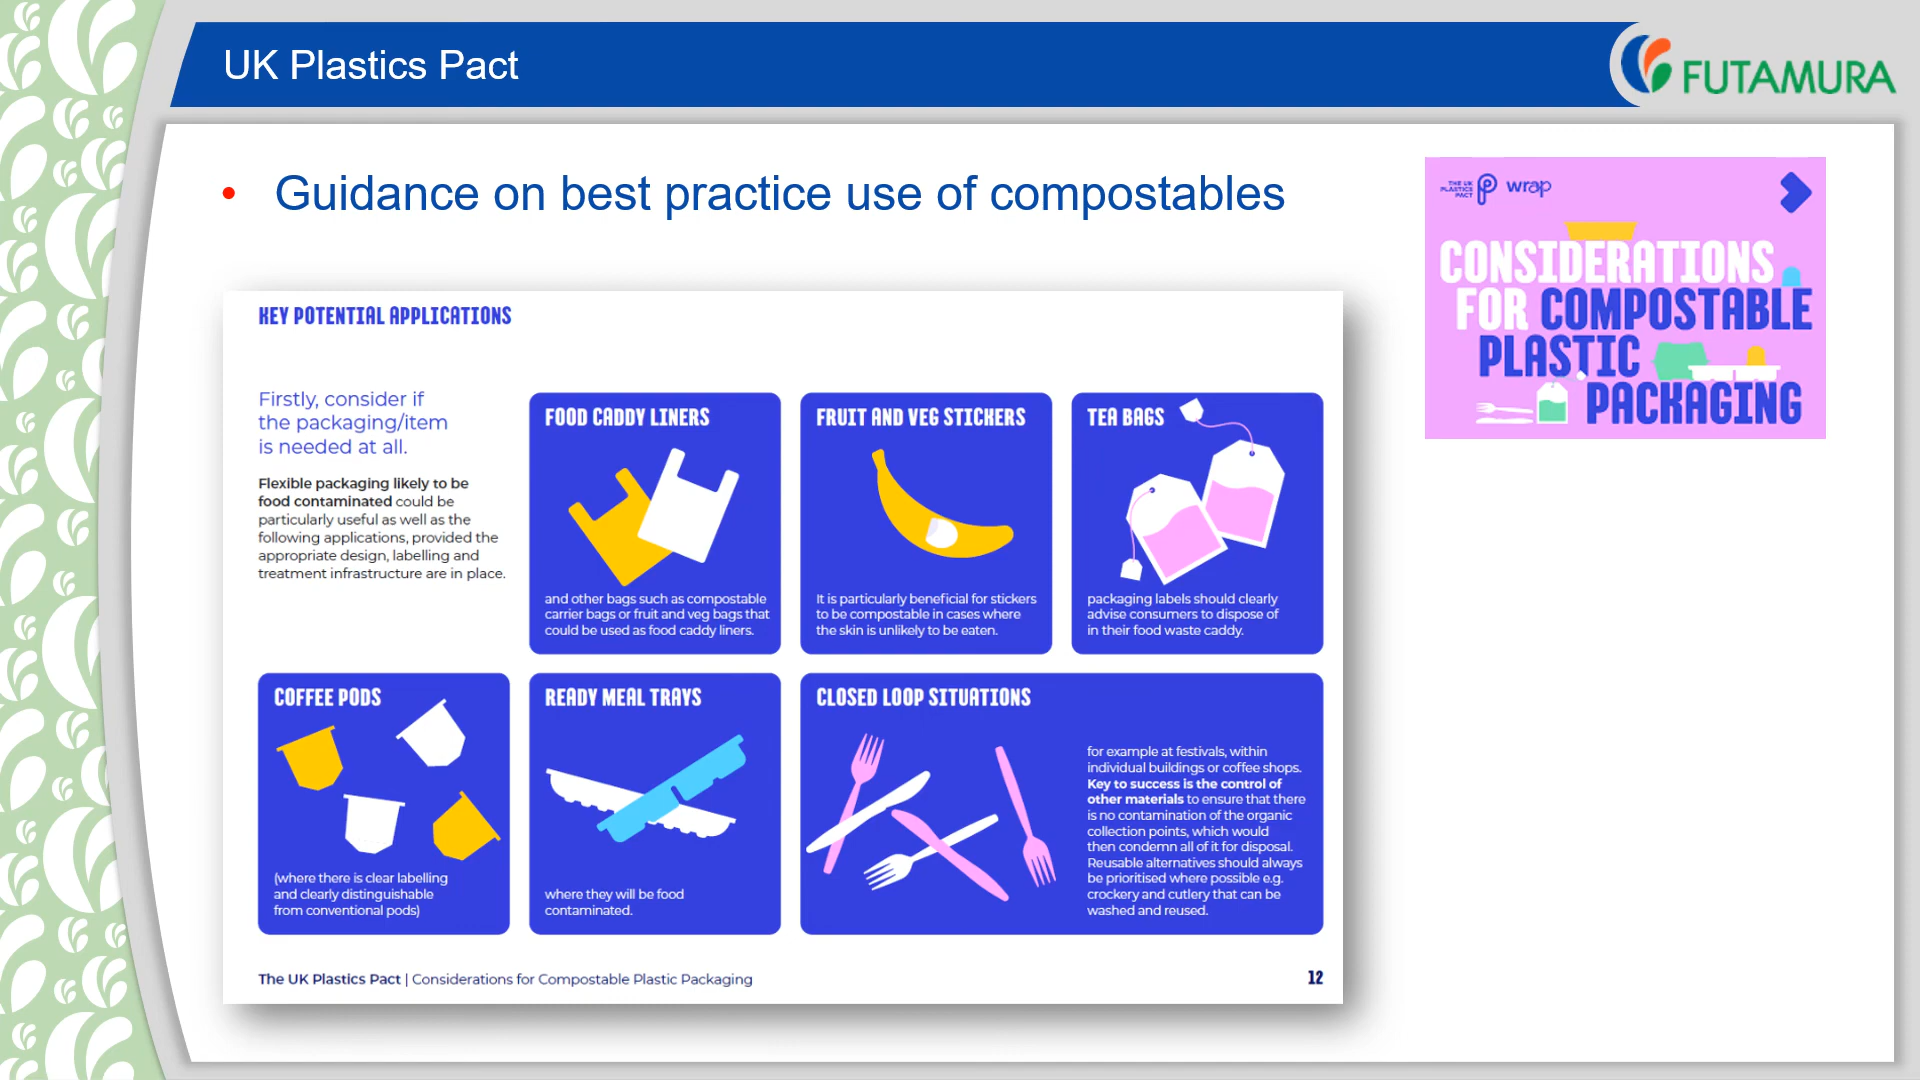 UK Plastics Pact
FUTAMURA
• Guidance on best practice use of compostables
THE UK
PLASTICS
PACT
wrap
CONSIDERATIONS
FOR COMPOSTABLE
PLASTIC
PACKAGING
KEY POTENTIAL APPLICATIONS
Firstly, consider if
the packaging/item
is needed at all.
Flexible packaging likely to be
food contaminated could be
particularly useful as well as the
following applications, provided the
appropriate design, labelling and
treatment infrastructure are in place.
FOOD CADDY LINERS
and other bags such as compostable
carrier bags or fruit and veg bags that
could be used as food caddy liners.
FRUIT AND VEG STICKERS
It is particularly beneficial for stickers
to be compostable in cases where
the skin is unlikely to be eaten.
TEA BAGS
packaging labels should clearly
advise consumers to dispose of
in their food waste caddy.
COFFEE PODS
(where there is clear labelling
and clearly distinguishable
from conventional pods)
READY MEAL TRAYS
where they will be food
contaminated.
CLOSED LOOP SITUATIONS
for example at festivals, within
individual buildings or coffee shops.
Key to success is the control of
other materials to ensure that there
is no contamination of the organic
collection points, which would
then condemn all of it for disposal.
Reusable alternatives should always
be prioritised where possible e.g.
crockery and cutlery that can be
washed and reused.
The UK Plastics Pact | Considerations for Compostable Plastic Packaging
12